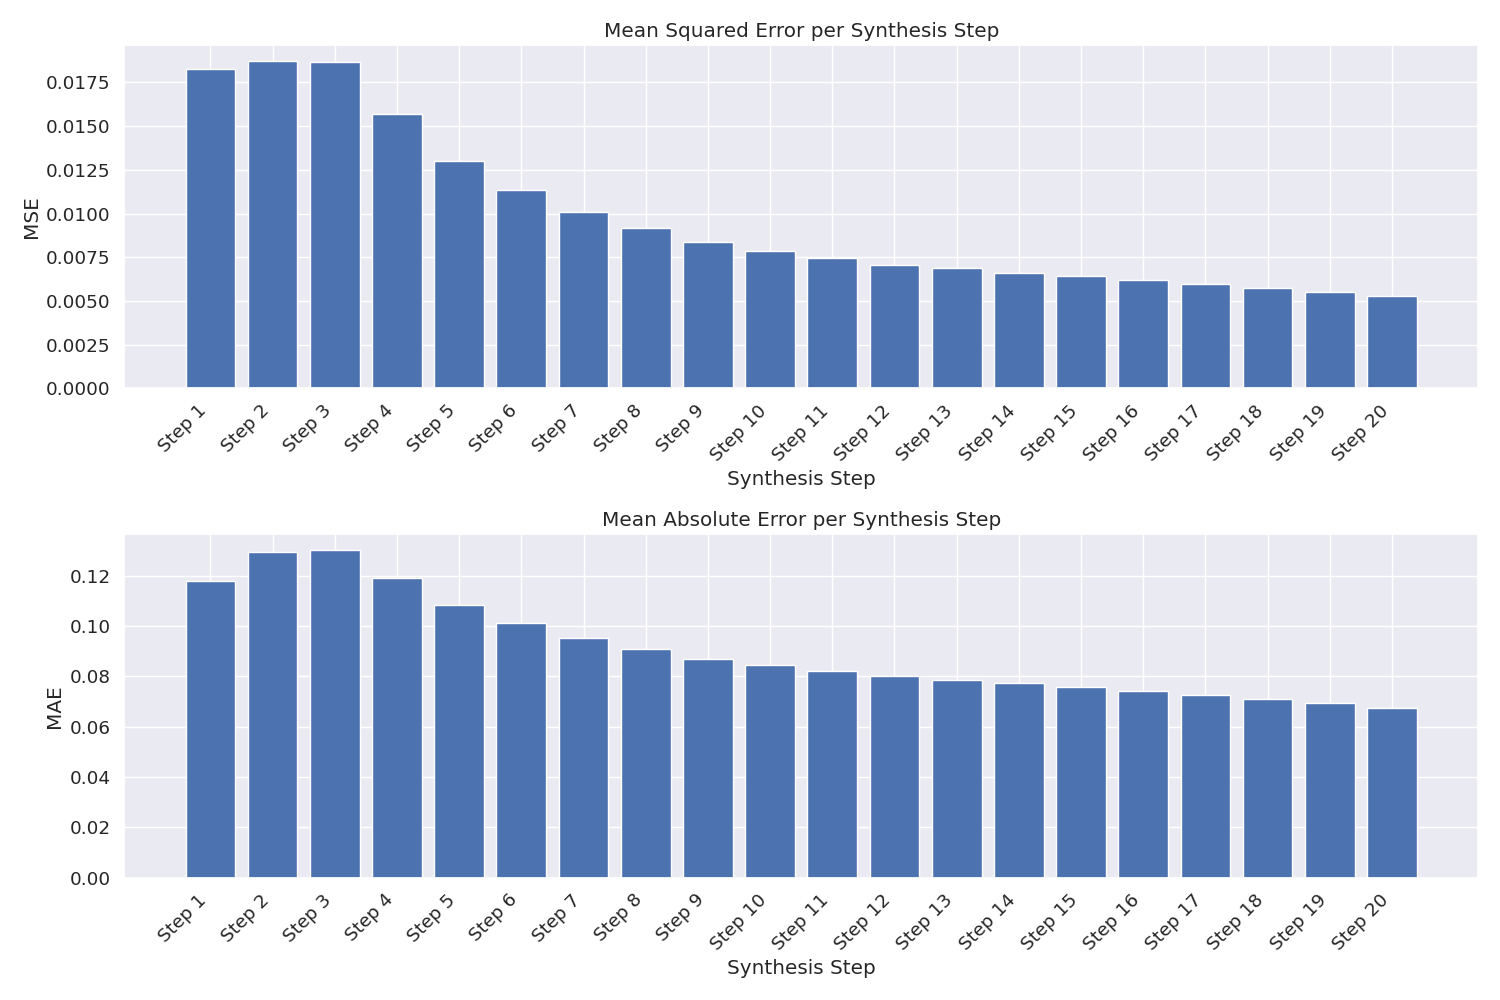 Mean Squared Error per Synthesis Step
MSE
0.0175
0.0150
0.0125
0.0100
0.0075
0.0050
0.0025
0.0000
Step 1
Step 2
Step 3
Step 4
Step 5
Step 6
Step 7
Step 8
Step 9
Step 10
Step 11
Step 12
Step 13
Step 14
Step 15
Step 16
Step 17
Step 18
Step 19
Step 20
Synthesis Step
Mean Absolute Error per Synthesis Step
MAE
0.12
0.10
0.08
0.06
0.04
0.02
0.00
Step 1
Step 2
Step 3
Step 4
Step 5
Step 6
Step 7
Step 8
Step 9
Step 10
Step 11
Step 12
Step 13
Step 14
Step 15
Step 16
Step 17
Step 18
Step 19
Step 20
Synthesis Step